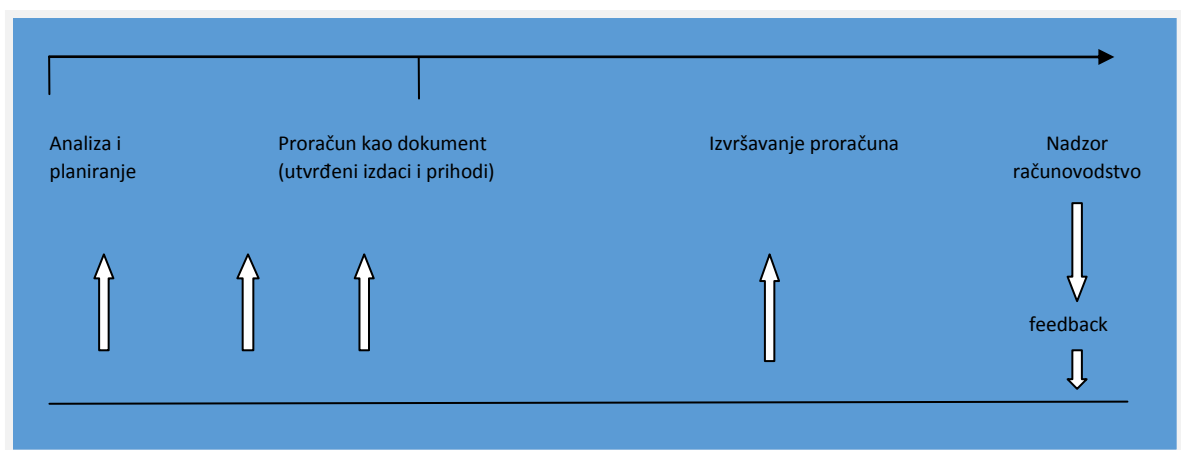 Analiza i
planiranje
Proračun kao dokument
(utvrđeni izdaci i prihodi)
Izvršavanje proračuna
Nadzor
računovodstvo
feedback